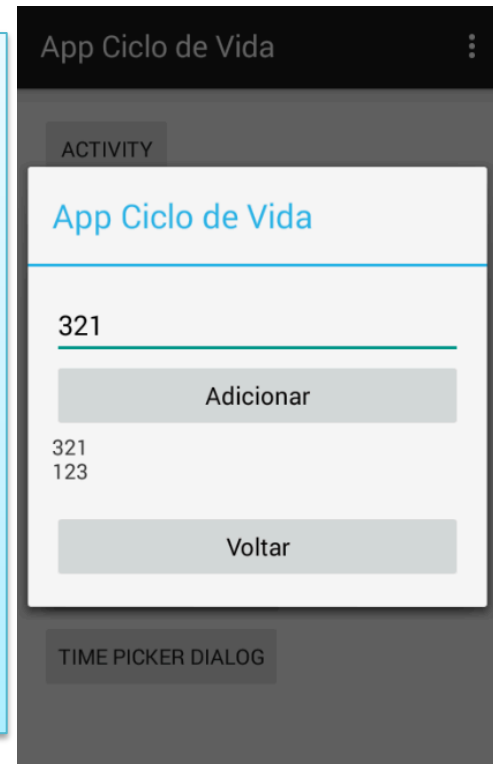 App Ciclo de Vida
ACTIVITY
App Ciclo de Vida
321
Adicionar
321
123
Voltar
TIME PICKER DIALOG